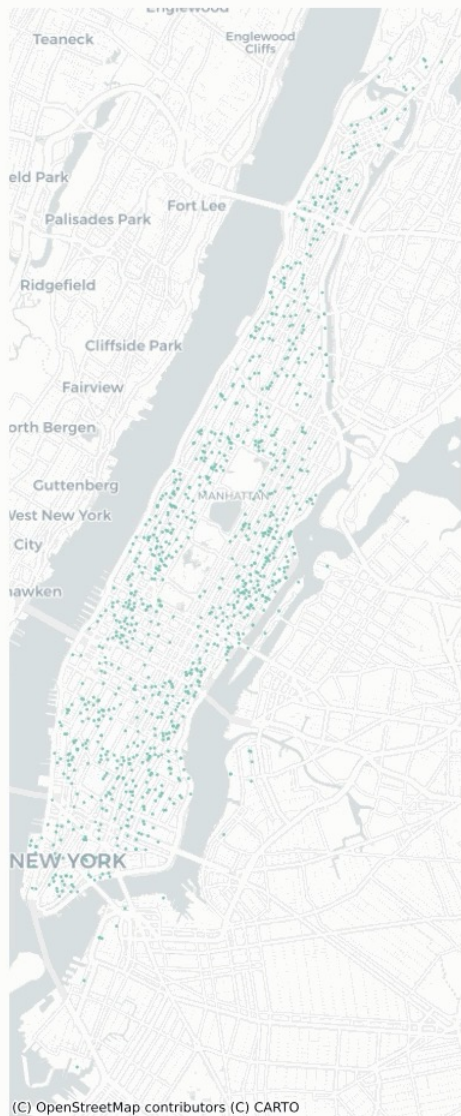 Englewood
Teaneck
Englewood
Cliffs
eld Park
Fort Lee
Palisades Park
Ridgefield
Cliffside Park
Fairview
orth Bergen
Guttenberg
MANHATTAN
West New York
City
hawken
NEW YORK
(C) OpenStreetMap contributors (C) CARTO